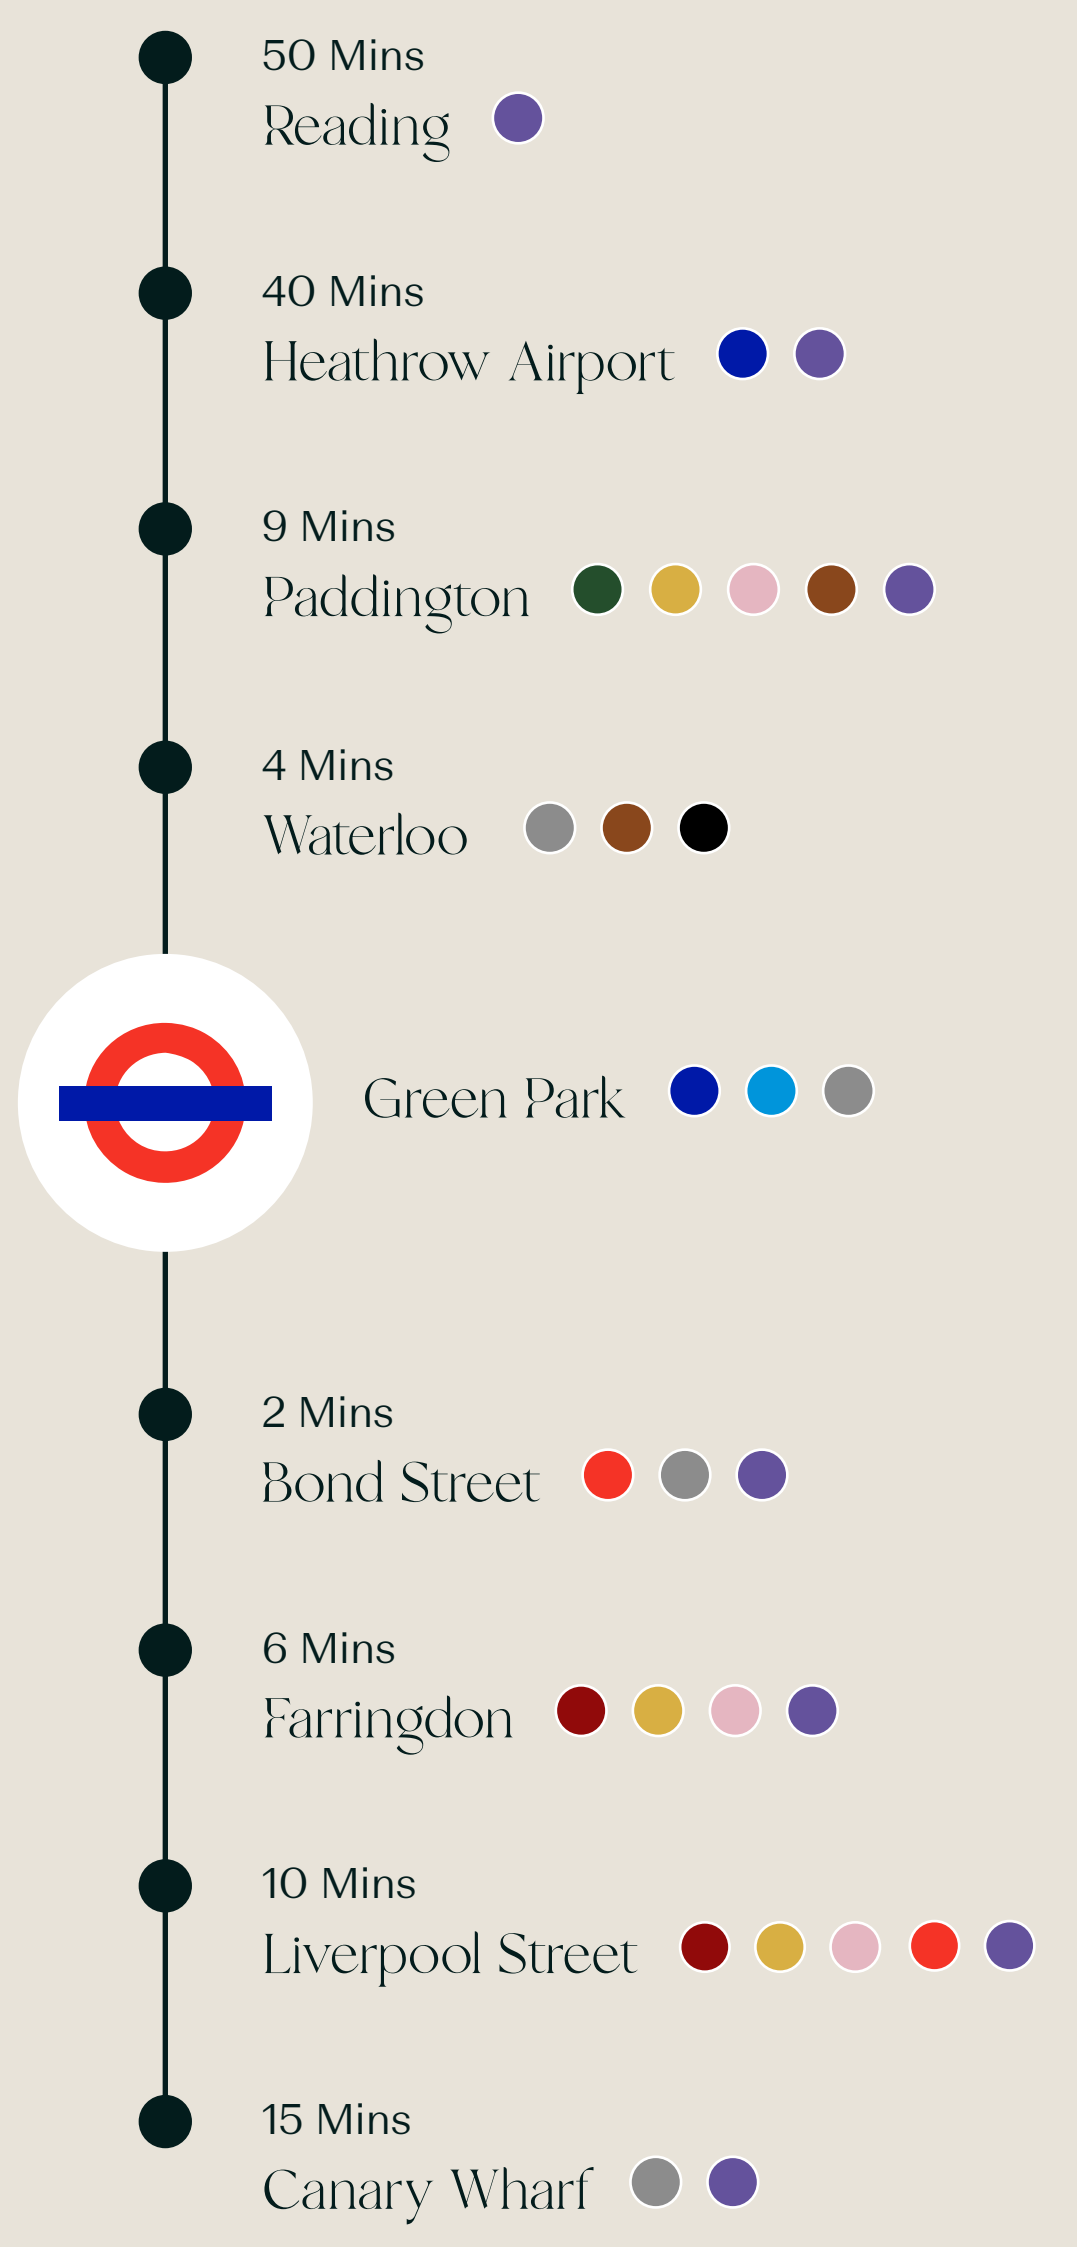 50 Mins
Reading
40 Mins
Heathrow Airport
9 Mins
Paddington
4 Mins
Waterloo
Green Park
2 Mins
Bond Street
6 Mins
Farringdon
10 Mins
Liverpool Street
15 Mins
Canary Wharf